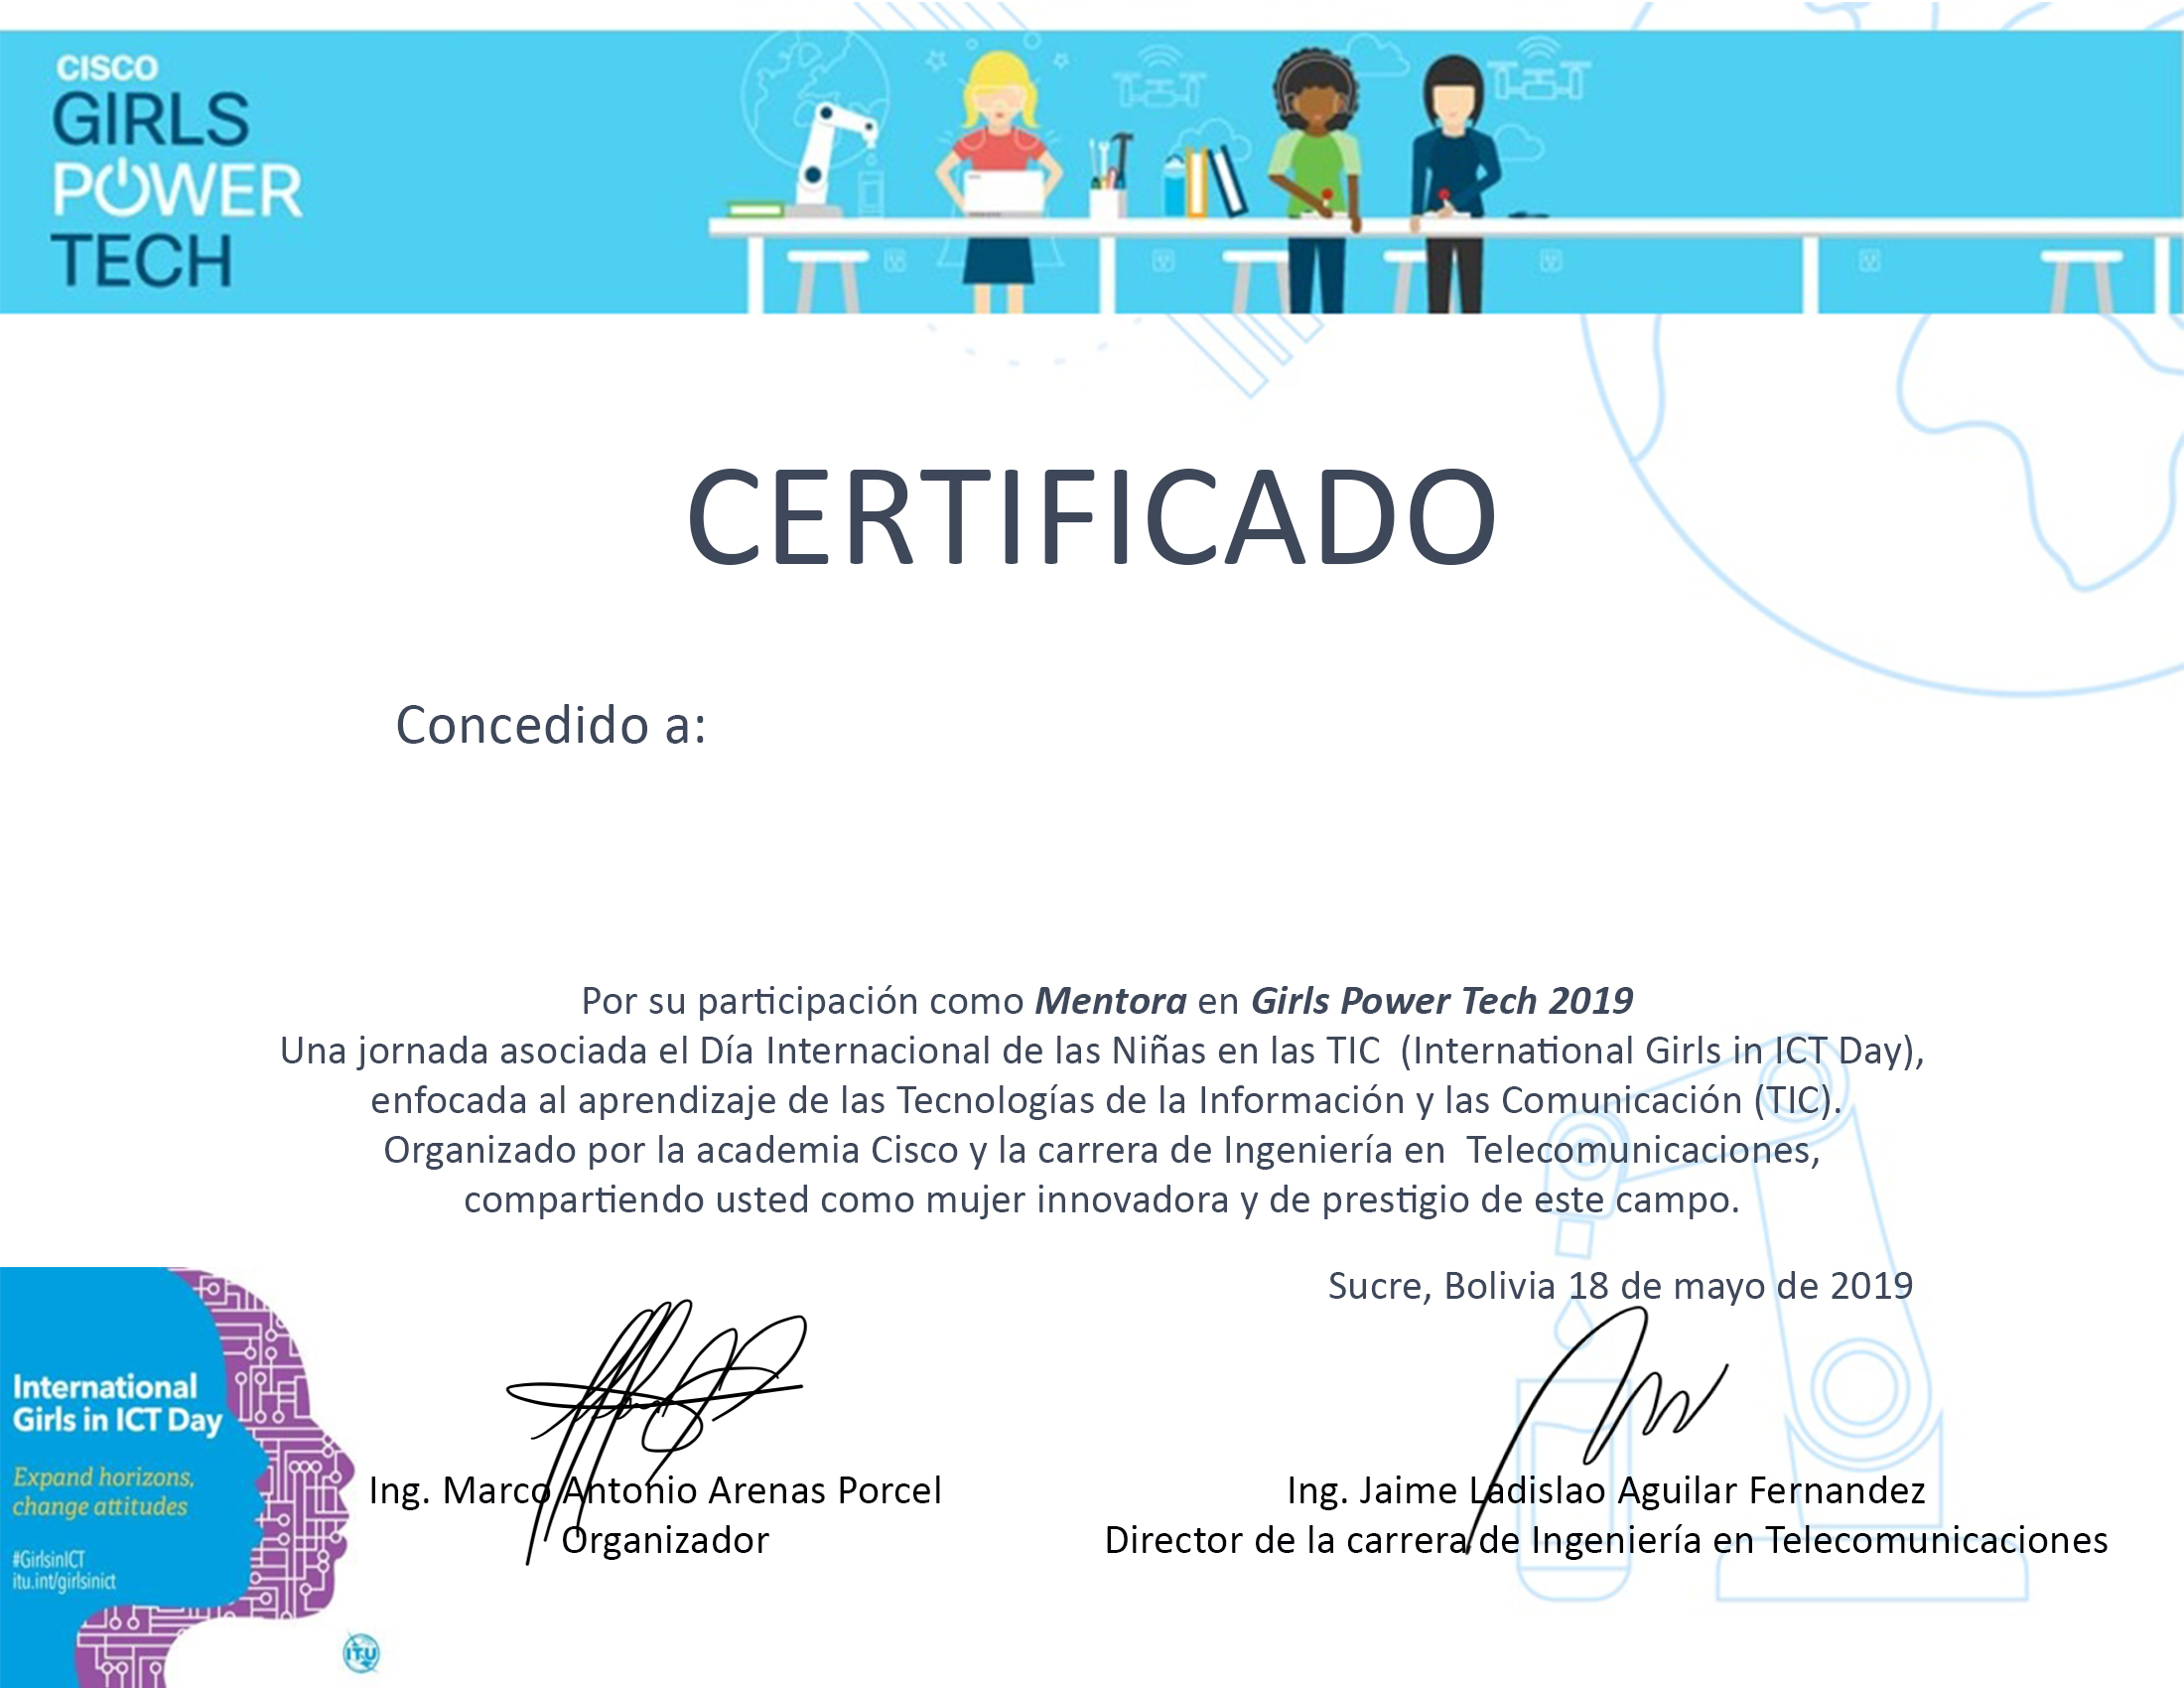 CISCO
GIRLS
POWER
TECH
CERTIFICADO
Concedido a:
Por su participación como Mentora en Girls Power Tech 2019
Una jornada asociada el Día Internacional de las Niñas en las TIC (International Girls in ICT Day),
enfocada al aprendizaje de las Tecnologías de la Información y las Comunicación (TIC).
Organizado por la academia Cisco y la carrera de Ingeniería en Telecomunicaciones,
compartiendo usted como mujer innovadora y de prestigio de este campo.
Sucre, Bolivia 18 de mayo de 2019
International
Girls in ICT Day
Expand horizons,
change attitudes
#GirlsinICT
itu.int/girlsinict
ITU
Ing. Marco Antonio Arenas Porcel
Organizador
Ing. Jaime Ladislao Aguilar Fernandez
Director de la carrera de Ingeniería en Telecomunicaciones